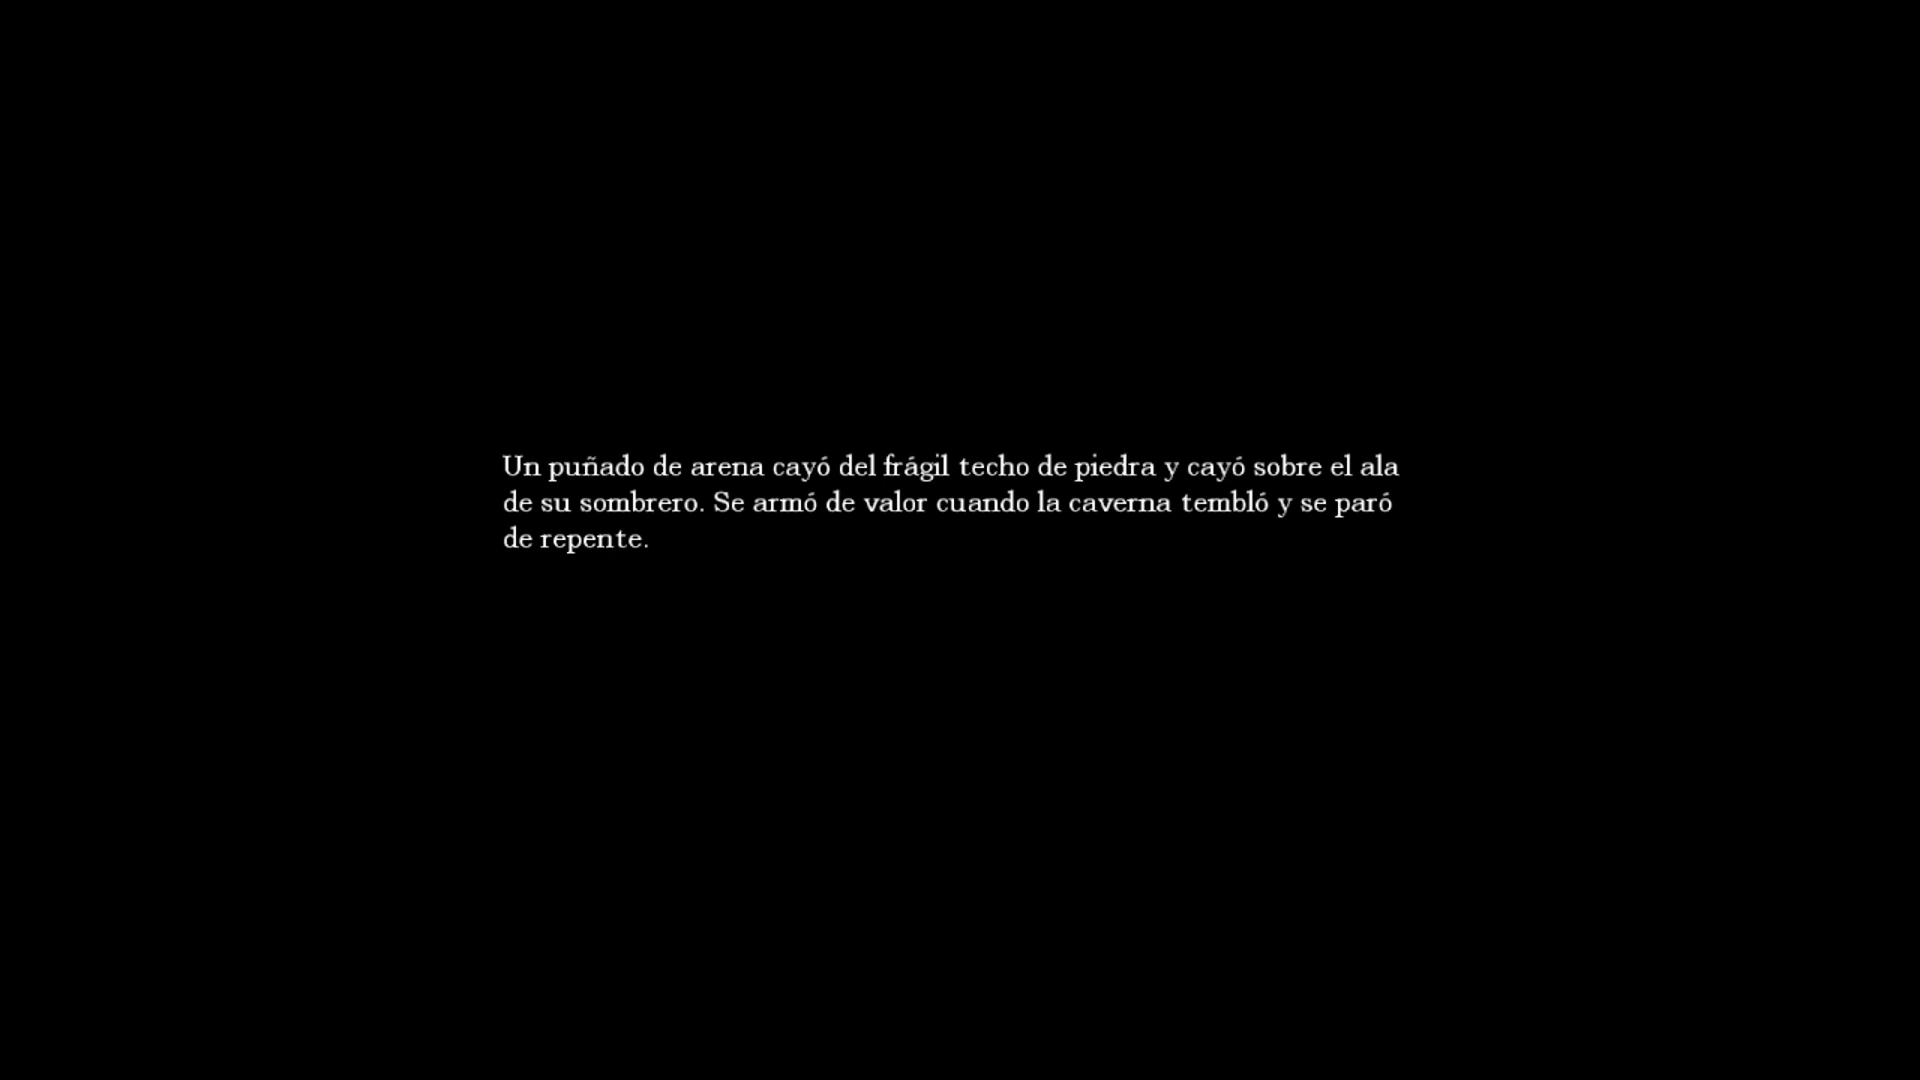 Un puñado de arena cayó del frágil techo de piedra y cayó sobre el ala
de su sombrero. Se armó de valor cuando la caverna tembló y se paró
de repente.